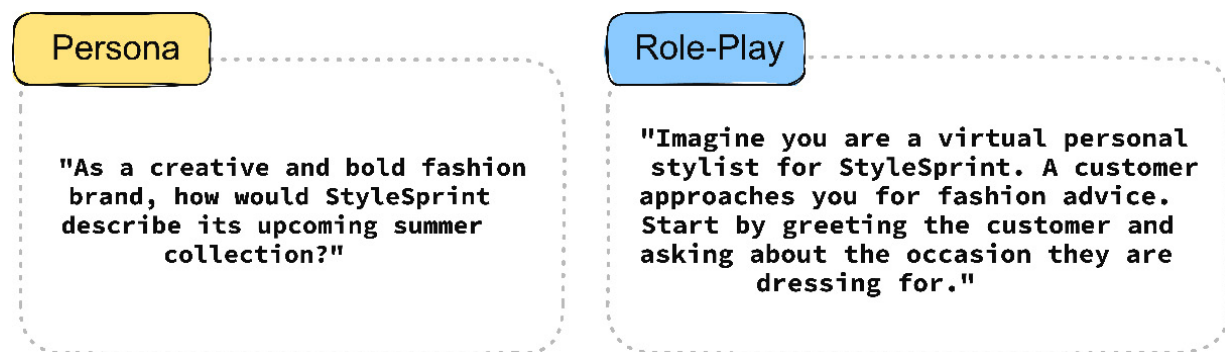 Persona
"As a creative and bold fashion
brand, how would StyleSprint
describe its upcoming summer
collection?"
Role-Play
"Imagine you are a virtual personal
stylist for StyleSprint. A customer
approaches you for fashion advice.
Start by greeting the customer and
asking about the occasion they are
dressing for."